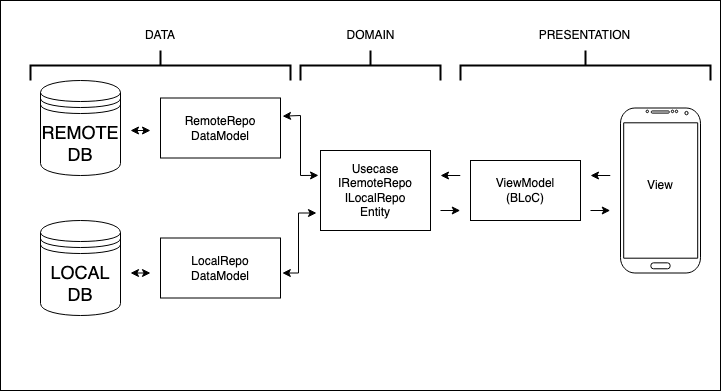 DATA
DOMAIN
PRESENTATION
REMOTE
DB
RemoteRepo
DataModel
Usecase
IRemoteRepo
ILocalRepo
Entity
ViewModel
(BLoC)
View
LOCAL
DB
LocalRepo
DataModel